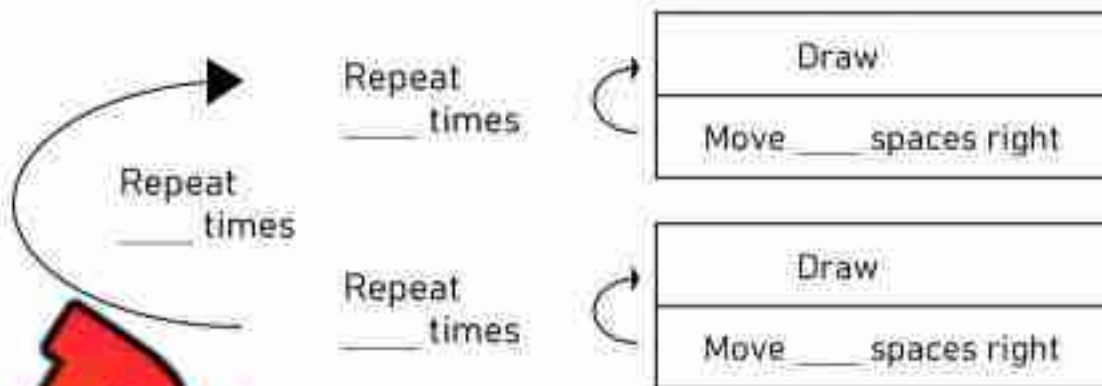 Repeat
____ times
Draw
Move ____ spaces right
Repeat
____ times
Repeat
____ times
Draw
Move ____ spaces right